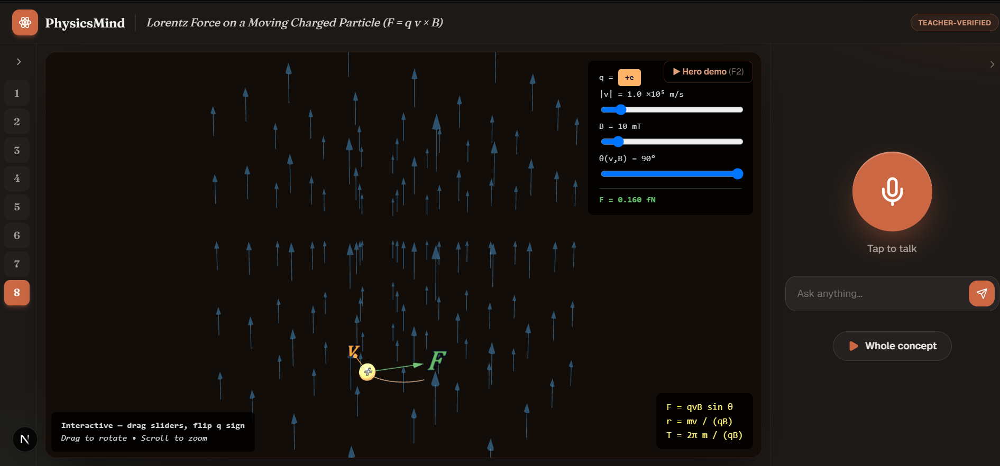 PhysicsMind
Lorentz Force on a Moving Charged Particle (F = q v × B)
TEACHER-VERIFIED
1
2
3
4
5
6
7
8
q = +e
▶ Hero demo (F2)
|v| = 1.0 ×10⁵ m/s
B = 10 mT
θ(v,B) = 90°
F = 0.160 fN
v
+
F
F = qvB sin θ
r = mv / (qB)
T = 2π m / (qB)
Interactive — drag sliders, flip q sign
Drag to rotate • Scroll to zoom
N
Tap to talk
Ask anything...
Whole concept